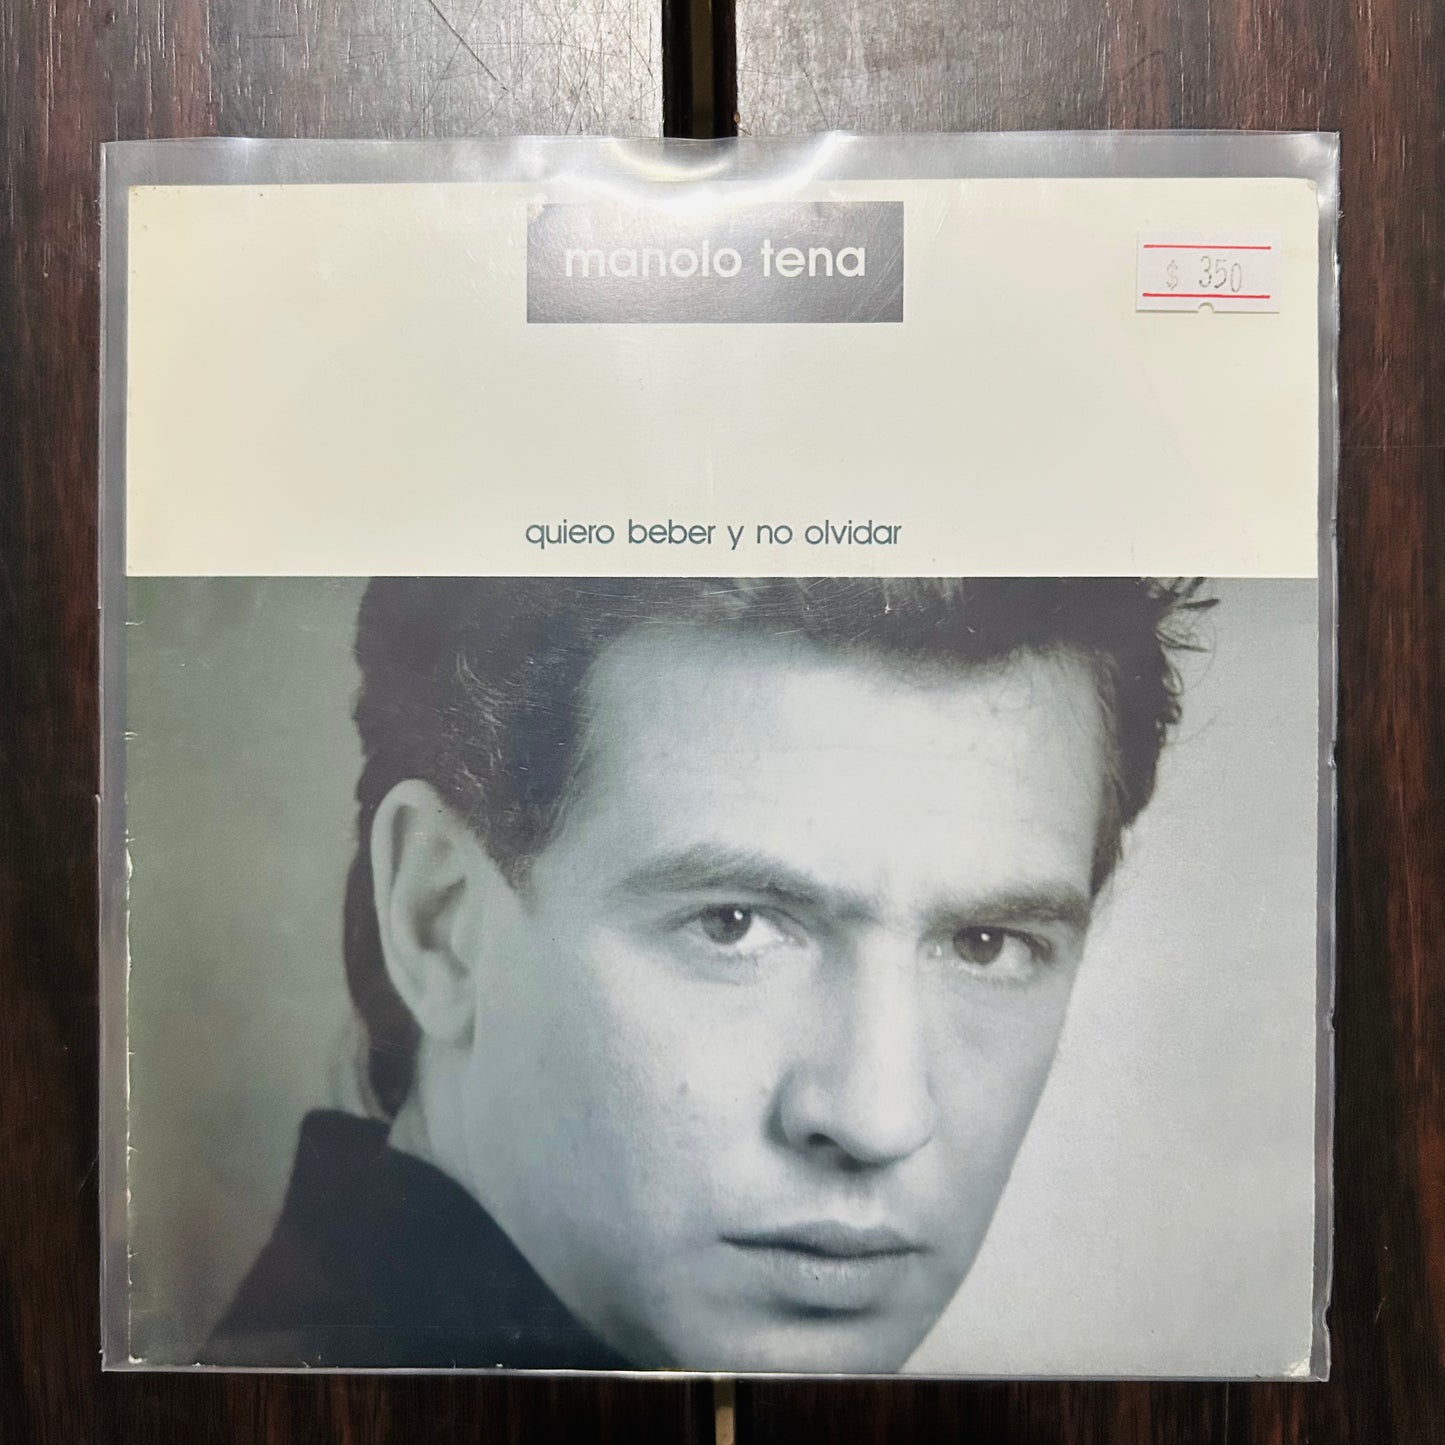 manolo tena
$ 350
quiero beber y no olvidar